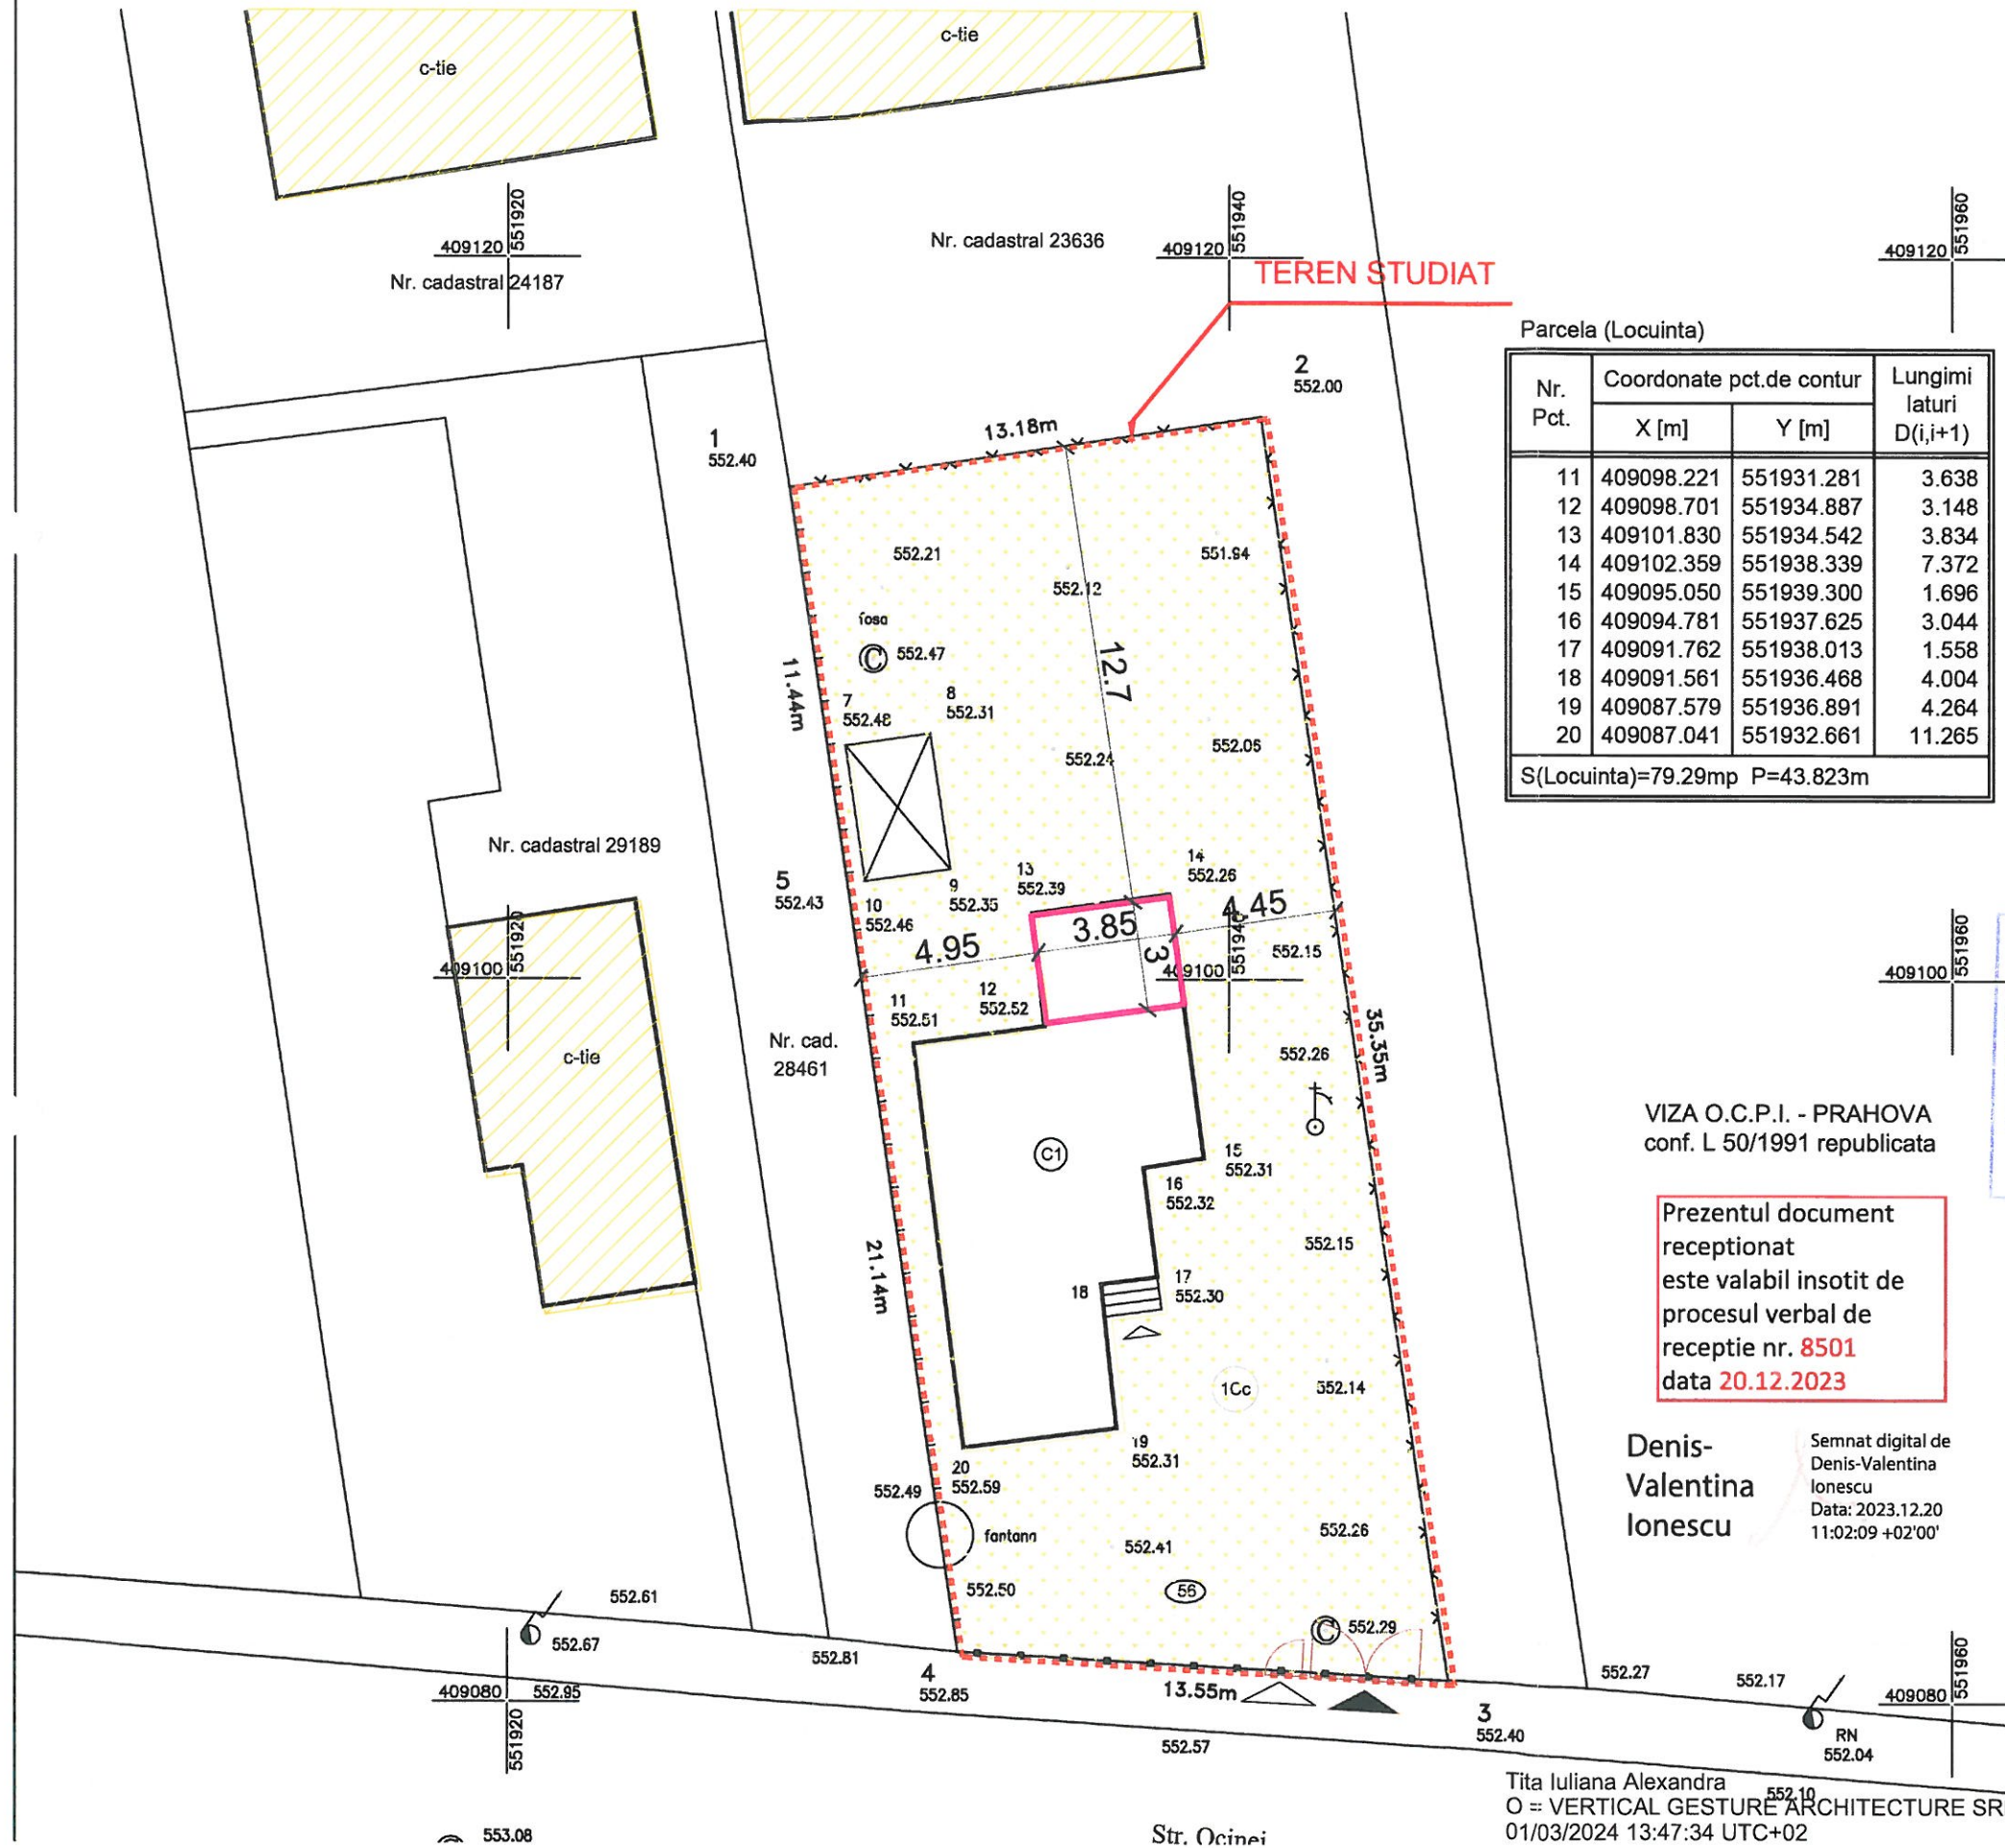 c-tie
c-tie
551920
409120
Nr. cadastral 24187
Nr. cadastral 23636
551940
409120
551960
409120
TEREN STUDIAT
Parcela (Locuinta)
Nr. Pct. Coordonate pct.de contur Lungimi laturi D(i,i+1)
X [m] Y [m]
11 409098.221 551931.281 3.638
12 409098.701 551934.887 3.148
13 409101.830 551934.542 3.834
14 409102.359 551938.339 7.372
15 409095.050 551939.300 1.696
16 409094.781 551937.625 3.044
17 409091.762 551938.013 1.558
18 409091.561 551936.468 4.004
19 409087.579 551936.891 4.264
20 409087.041 551932.661 11.265
S(Locuinta)=79.29mp P=43.823m
2
552.00
1
552.40
13.18m
552.21
551.94
552.12
fosa
C 552.47
12.7
11.44m
7
552.48
8
552.31
552.24
552.05
Nr. cadastral 29189
5
552.43
10
552.46
9
552.35
13
552.39
14
552.26
4.45
3.85
4.95
3
551920
409100
551940
409100
552.15
551960
409100
11
552.51
12
552.52
Nr. cad.
28461
c-tie
35.35m
552.26
C1
15
552.31
16
552.32
552.15
21.14m
17
552.30
18
552.14
19
552.31
20
552.59
552.49
fantana
552.41
552.26
552.50
56
C 552.29
VIZA O.C.P.I. - PRAHOVA
conf. L 50/1991 republicata
Prezentul document
receptionat
este valabil insotit de
procesul verbal de
receptie nr. 8501
data 20.12.2023
Denis-
Valentina
Ionescu
Semnat digital de
Denis-Valentina
Ionescu
Data: 2023.12.20
11:02:09 +02'00'
552.61
552.67
552.81
4
552.85
13.55m
3
552.40
552.27
552.17
551960
409080
RN
552.04
409080
552.95
551920
552.57
552.10
553.08
Str. Ocinei
Tita Iuliana Alexandra
O = VERTICAL GESTURE ARCHITECTURE SR
01/03/2024 13:47:34 UTC+02